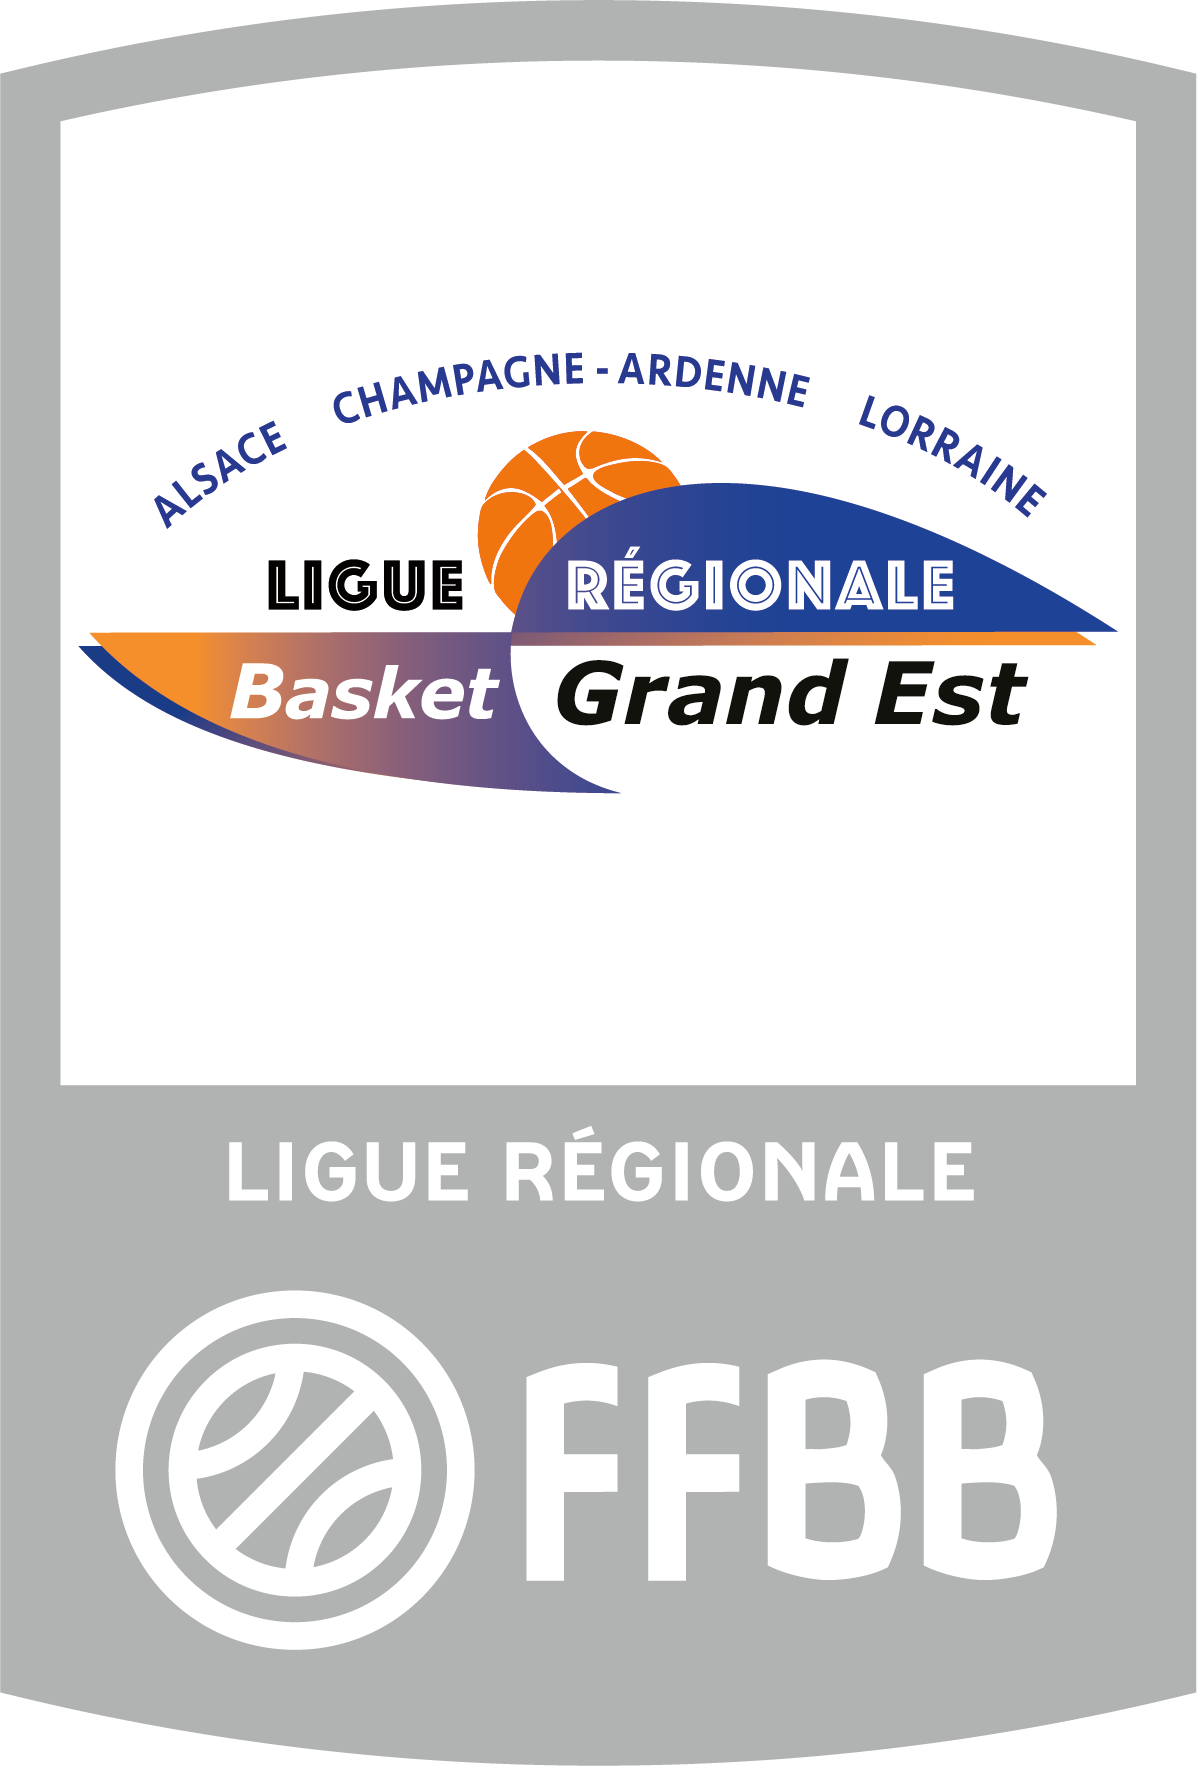 ALSACE CHAMPAGNE - ARDENNE LORRAINE
LIGUE RÉGIONALE
Basket Grand Est
LIGUE RÉGIONALE
FFBB